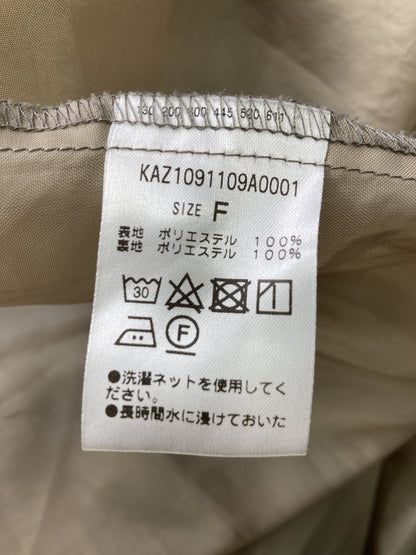 KAZ1091109A0001
SIZE F
表地 ポリエステル 100%
裏地 ポリエステル 100%
30
F
●洗濯ネットを使用してく
ださい。
●長時間水に浸けておいた